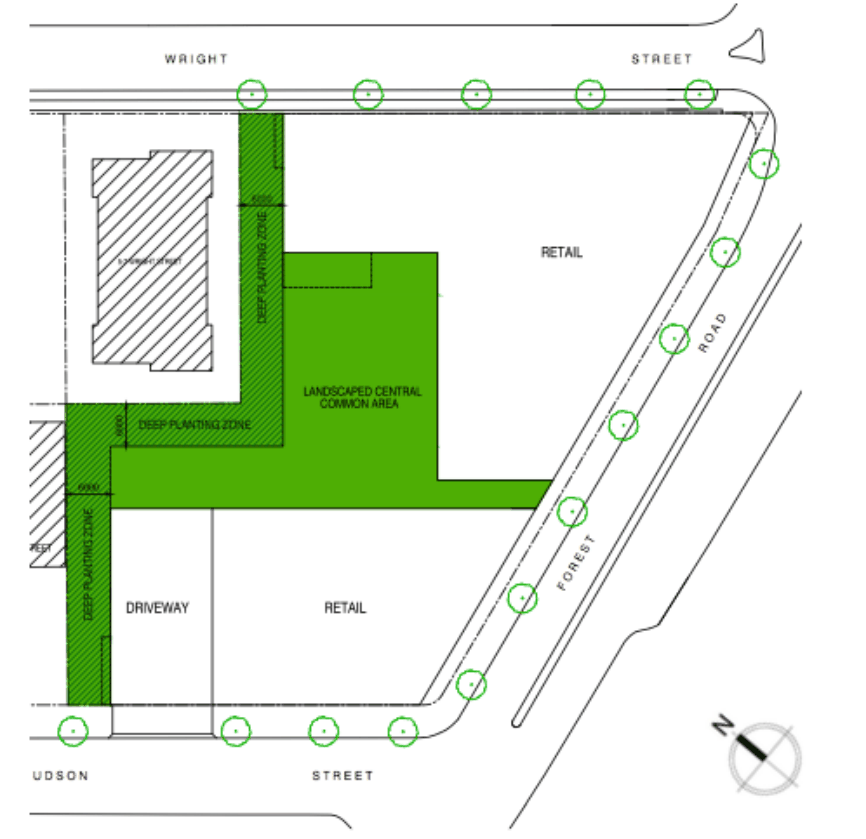 WRIGHT STREET
6000
DEEP PLANTING ZONE
RETAIL
ROAD
LANDSCAPED CENTRAL
COMMON AREA
6000
DEEP PLANTING ZONE
6000
DEEP PLANTING ZONE
REET
FOREST
DRIVEWAY
RETAIL
N
UDSON STREET